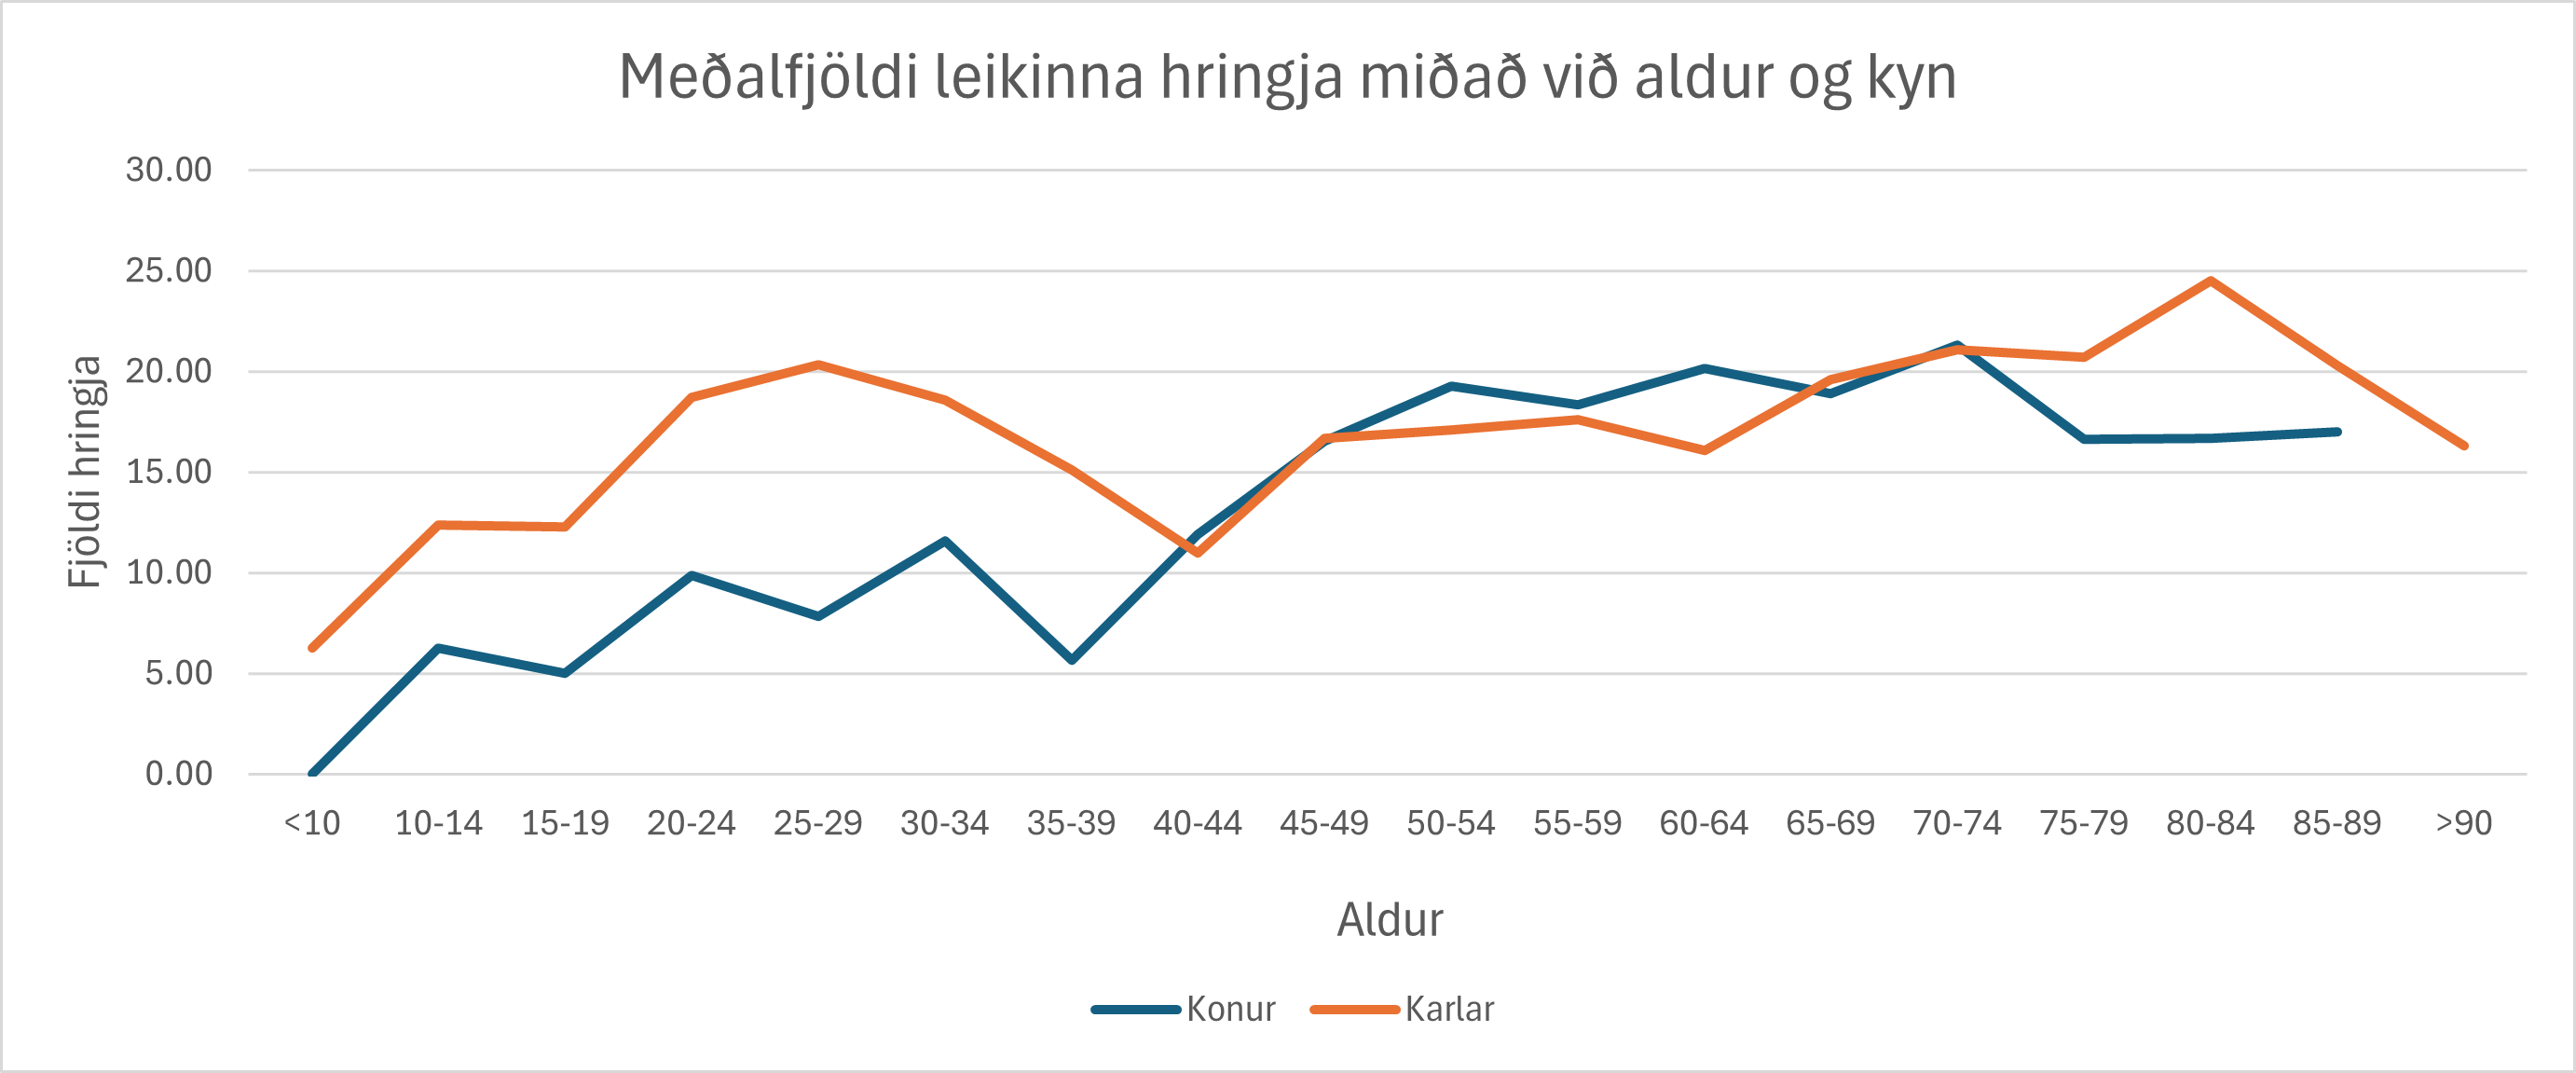 Meðalfjöldi leikinna hringja miðað við aldur og kyn
30.00
25.00
20.00
15.00
10.00
5.00
0.00
Fjöldi hringja
<10 10-14 15-19 20-24 25-29 30-34 35-39 40-44 45-49 50-54 55-59 60-64 65-69 70-74 75-79 80-84 85-89 >90
Aldur
Konur Karlar